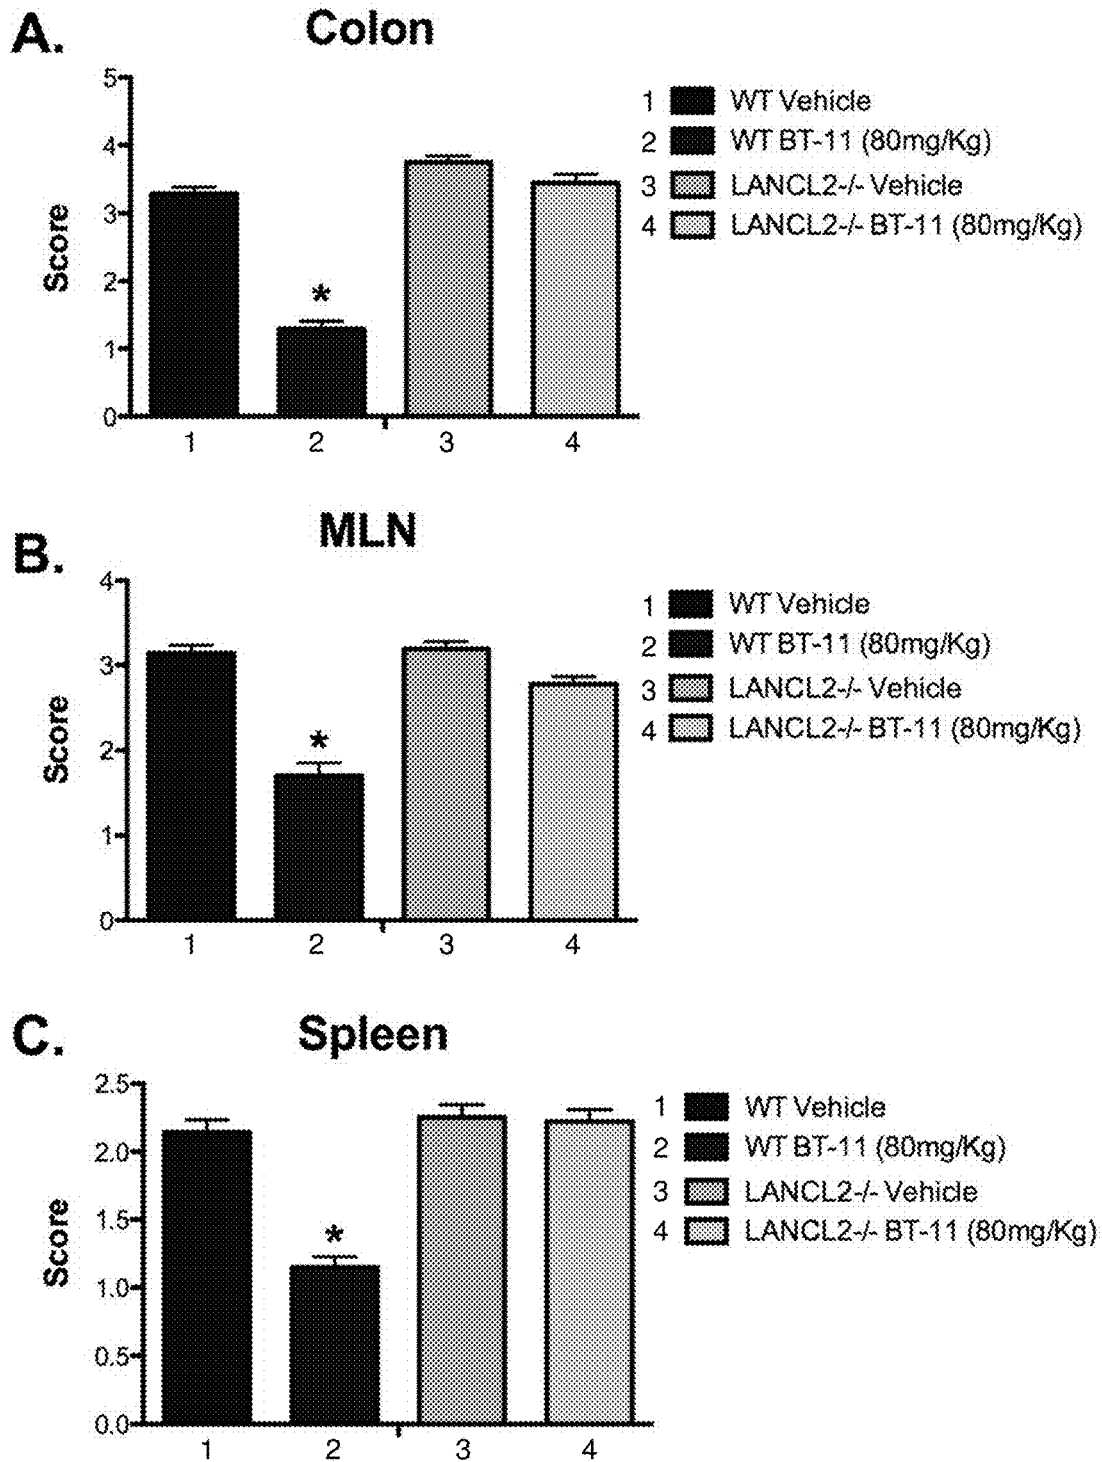 A.
Colon
5
4
3
2
1
0
Score
1
2
3
4
1 WT Vehicle
2 WT BT-11 (80mg/Kg)
3 LANCL2-/- Vehicle
4 LANCL2-/- BT-11 (80mg/Kg)
*
B.
MLN
4
3
2
1
0
Score
1
2
3
4
1 WT Vehicle
2 WT BT-11 (80mg/Kg)
3 LANCL2-/- Vehicle
4 LANCL2-/- BT-11 (80mg/Kg)
*
C.
Spleen
2.5
2.0
1.5
1.0
0.5
0.0
Score
1
2
3
4
1 WT Vehicle
2 WT BT-11 (80mg/Kg)
3 LANCL2-/- Vehicle
4 LANCL2-/- BT-11 (80mg/Kg)
*